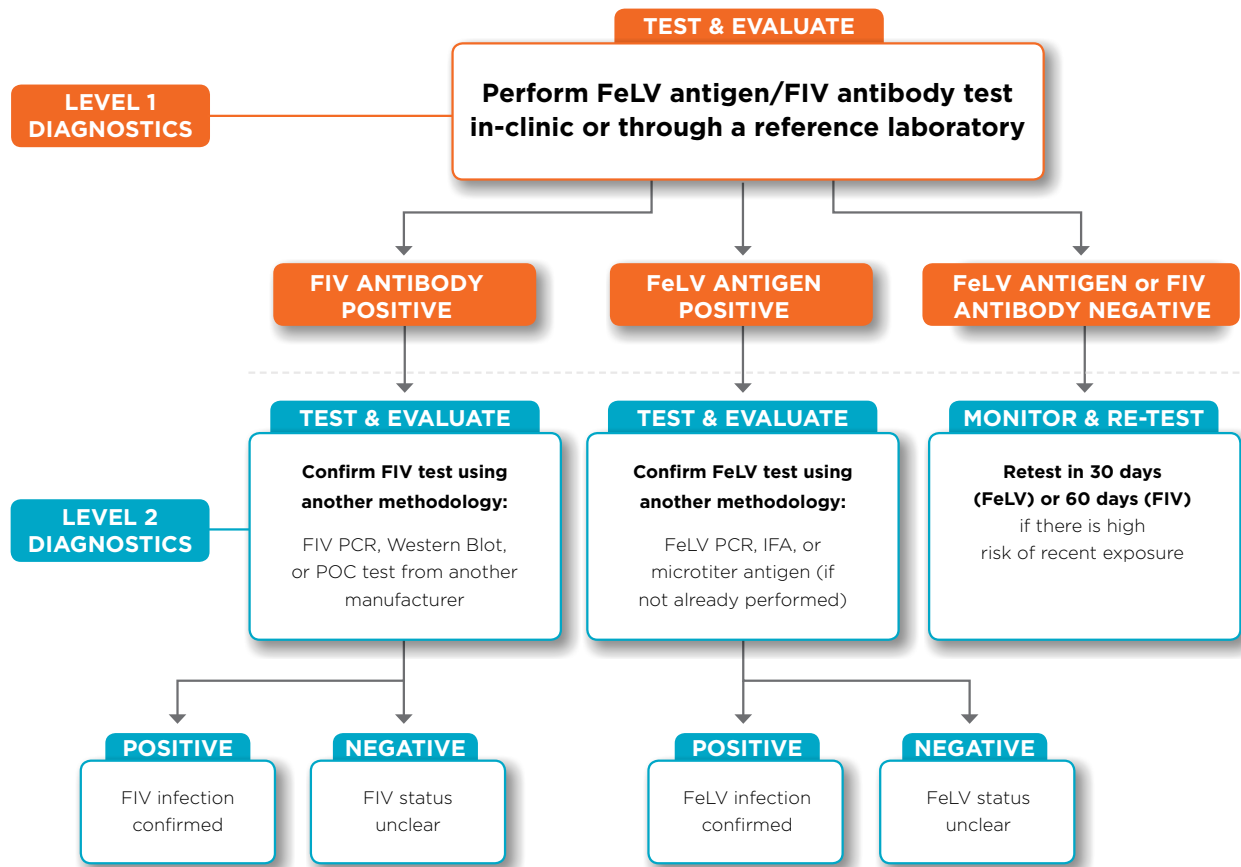 TEST & EVALUATE
Perform FeLV antigen/FIV antibody test
in-clinic or through a reference laboratory
LEVEL 1
DIAGNOSTICS
FIV ANTIBODY
POSITIVE
FeLV ANTIGEN
POSITIVE
FeLV ANTIGEN or FIV
ANTIBODY NEGATIVE
LEVEL 2
DIAGNOSTICS
TEST & EVALUATE
Confirm FIV test using
another methodology:
FIV PCR, Western Blot,
or POC test from another
manufacturer
TEST & EVALUATE
Confirm FeLV test using
another methodology:
FeLV PCR, IFA, or
microtiter antigen (if
not already performed)
MONITOR & RE-TEST
Retest in 30 days
(FeLV) or 60 days (FIV)
if there is high
risk of recent exposure
POSITIVE
FIV infection
confirmed
NEGATIVE
FIV status
unclear
POSITIVE
FeLV infection
confirmed
NEGATIVE
FeLV status
unclear